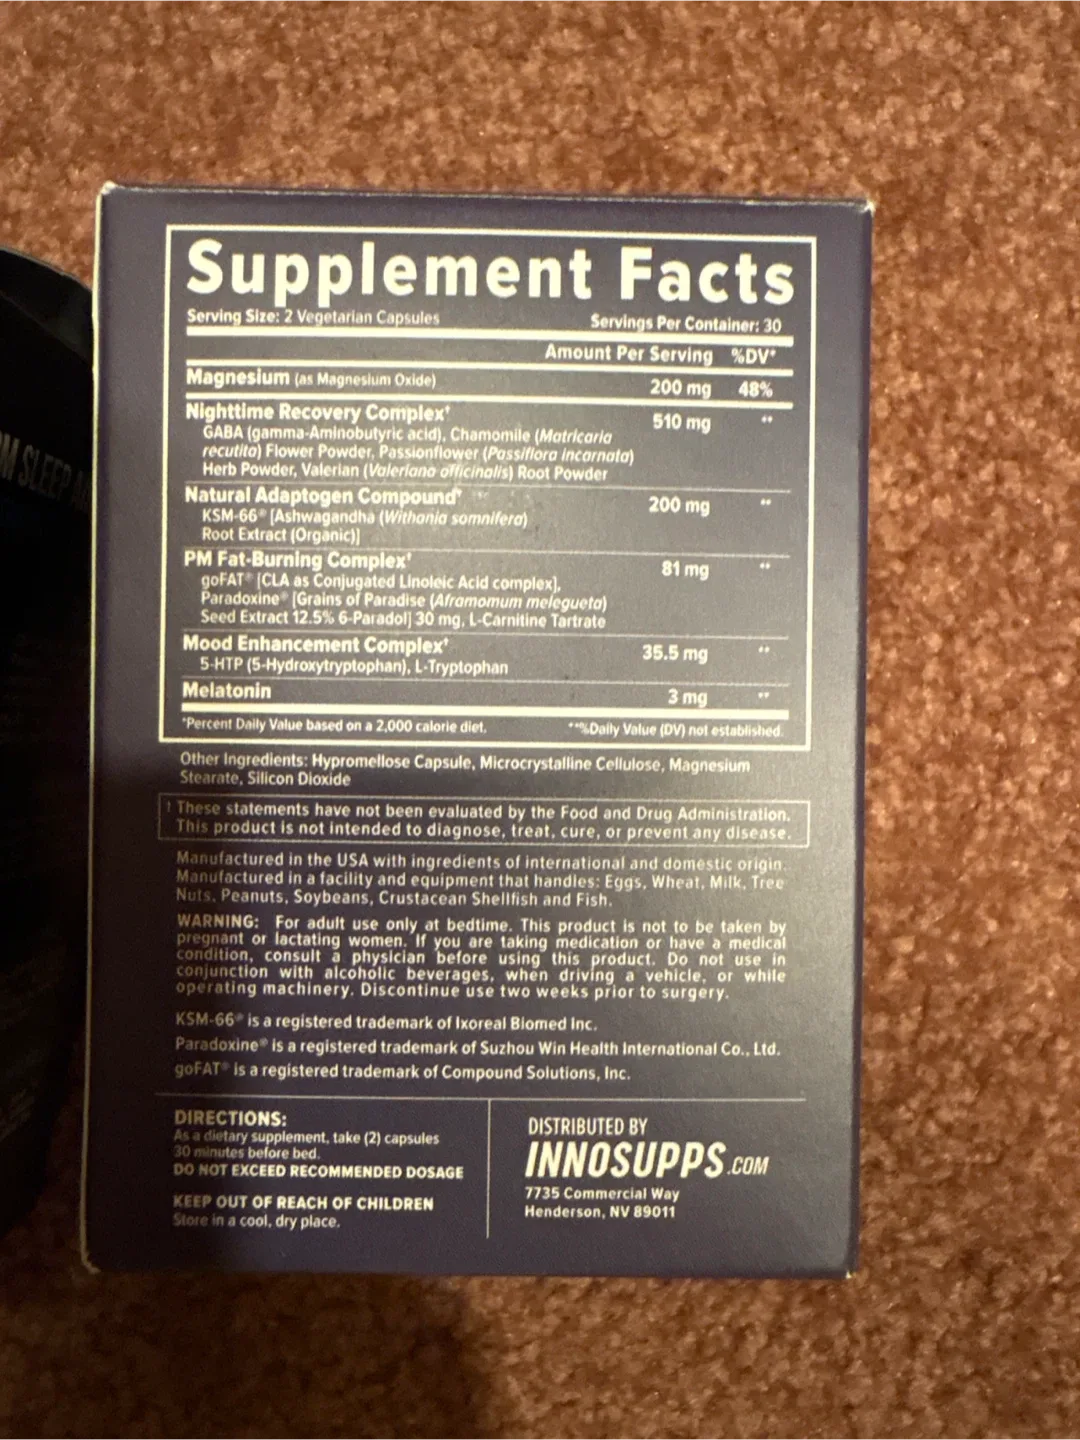 PM SLEEP
Supplement Facts
Serving Size: 2 Vegetarian Capsules Servings Per Container: 30
Amount Per Serving %DV*
Magnesium (as Magnesium Oxide) 200 mg 48%
Nighttime Recovery Complex† 510 mg **
GABA (gamma-Aminobutyric acid), Chamomile (Matricaria
recutita) Flower Powder, Passionflower (Passiflora incarnata)
Herb Powder, Valerian (Valeriana officinalis) Root Powder
Natural Adaptogen Compound† 200 mg **
KSM-66® [Ashwagandha (Withania somnifera)
Root Extract (Organic)]
PM Fat-Burning Complex† 81 mg **
goFAT® [CLA as Conjugated Linoleic Acid complex],
Paradoxine® [Grains of Paradise (Aframomum melegueta)
Seed Extract 12.5% 6-Paradol] 30 mg, L-Carnitine Tartrate
Mood Enhancement Complex† 35.5 mg **
5-HTP (5-Hydroxytryptophan), L-Tryptophan
Melatonin 3 mg **
*Percent Daily Value based on a 2,000 calorie diet. **%Daily Value (DV) not established.
Other Ingredients: Hypromellose Capsule, Microcrystalline Cellulose, Magnesium
Stearate, Silicon Dioxide
† These statements have not been evaluated by the Food and Drug Administration.
This product is not intended to diagnose, treat, cure, or prevent any disease.
Manufactured in the USA with ingredients of international and domestic origin.
Manufactured in a facility and equipment that handles: Eggs, Wheat, Milk, Tree
Nuts, Peanuts, Soybeans, Crustacean Shellfish and Fish.
WARNING: For adult use only at bedtime. This product is not to be taken by
pregnant or lactating women. If you are taking medication or have a medical
condition, consult a physician before using this product. Do not use in
conjunction with alcoholic beverages, when driving a vehicle, or while
operating machinery. Discontinue use two weeks prior to surgery.
KSM-66® is a registered trademark of Ixoreal Biomed Inc.
Paradoxine® is a registered trademark of Suzhou Win Health International Co., Ltd.
goFAT® is a registered trademark of Compound Solutions, Inc.
DIRECTIONS:
As a dietary supplement, take (2) capsules
30 minutes before bed.
DO NOT EXCEED RECOMMENDED DOSAGE
KEEP OUT OF REACH OF CHILDREN
Store in a cool, dry place.
DISTRIBUTED BY
INNOSUPPS.COM
7735 Commercial Way
Henderson, NV 89011